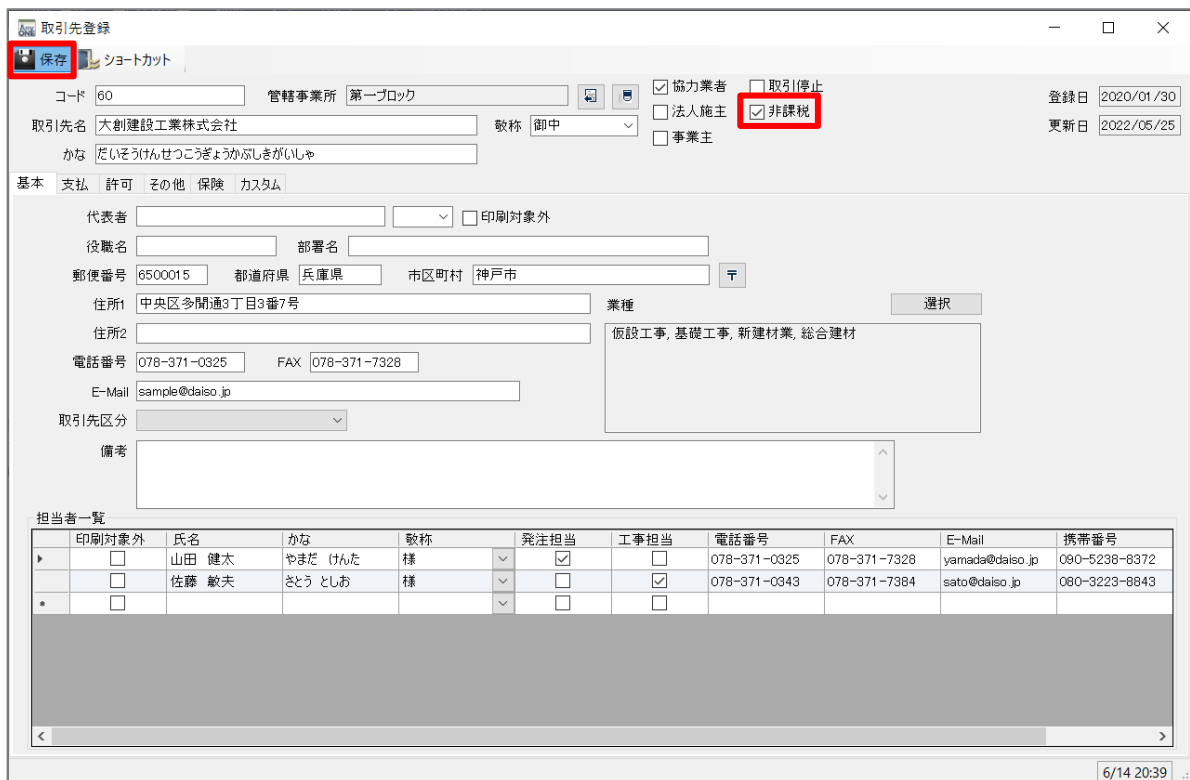 取引先登録
保存 ショートカット
コード 60 管轄事業所 第一ブロック 協力業者 取引停止 登録日 2020/01/30
法人施主 非課税
取引先名 大創建設工業株式会社 敬称 御中 更新日 2022/05/25
事業主
かな だいそうけんせつこうぎょうかぶしきがいしゃ
基本 支払 許可 その他 保険 カスタム
代表者 印刷対象外
役職名 部署名
郵便番号 6500015 都道府県 兵庫県 市区町村 神戸市 〒
住所1 中央区多聞通3丁目3番7号 業種 選択
住所2 仮設工事, 基礎工事, 新建材業, 総合建材
電話番号 078-371-0325 FAX 078-371-7328
E-Mail sample@daiso.jp
取引先区分
備考
担当者一覧
印刷対象外 氏名 かな 敬称 発注担当 工事担当 電話番号 FAX E-Mail 携帯番号
山田 健太 やまだ けんた 様 078-371-0325 078-371-7328 yamada@daiso.jp 090-5238-8372
佐藤 敏夫 さとう としお 様 078-371-0343 078-371-7384 sato@daiso.jp 080-3223-8843
6/14 20:39